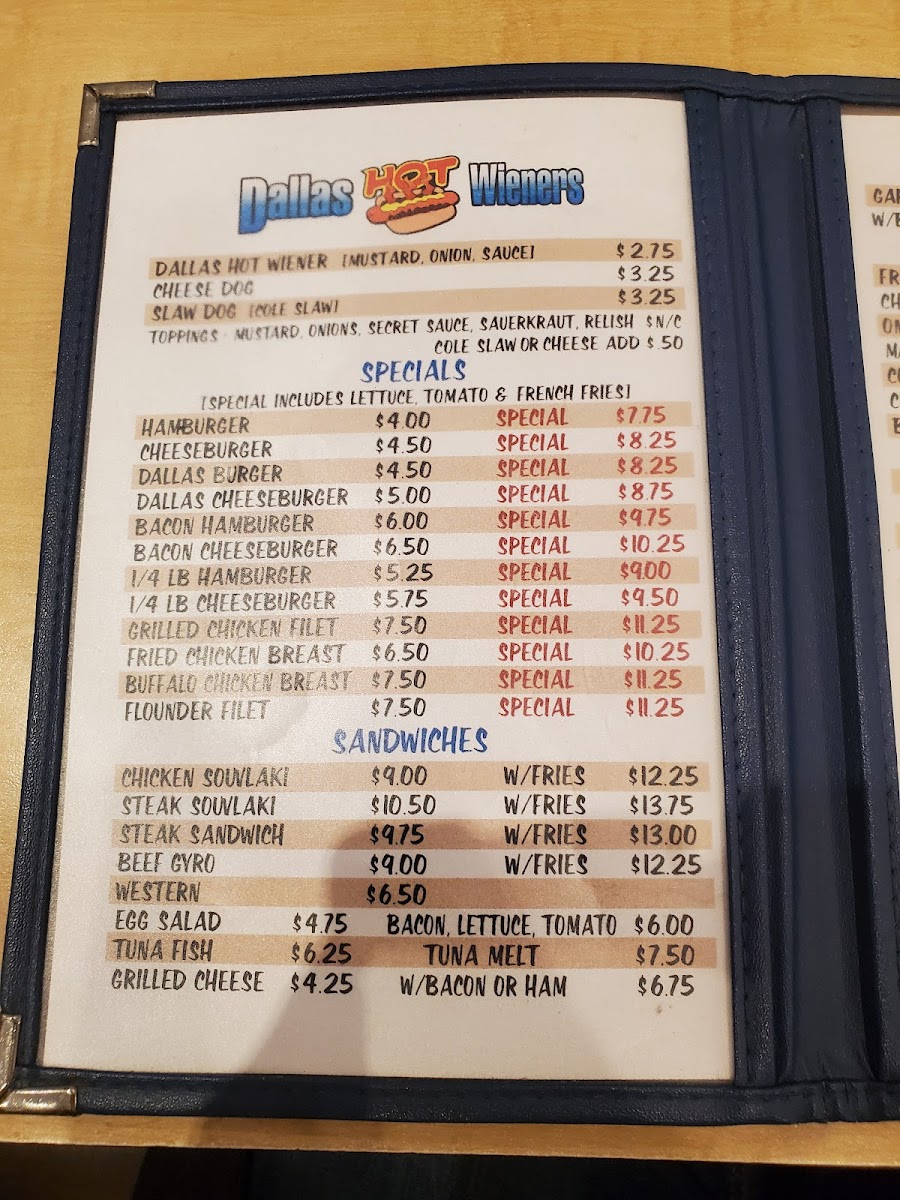 Dallas HOT Wieners
DALLAS HOT WIENER [MUSTARD, ONION, SAUCE] $2.75
CHEESE DOG $3.25
SLAW DOG [COLE SLAW] $3.25
TOPPINGS - MUSTARD, ONIONS, SECRET SAUCE, SAUERKRAUT, RELISH $N/C
COLE SLAW OR CHEESE ADD $.50
SPECIALS
[SPECIAL INCLUDES LETTUCE, TOMATO & FRENCH FRIES]
HAMBURGER $4.00 SPECIAL $7.75
CHEESEBURGER $4.50 SPECIAL $8.25
DALLAS BURGER $4.50 SPECIAL $8.25
DALLAS CHEESEBURGER $5.00 SPECIAL $8.75
BACON HAMBURGER $6.00 SPECIAL $9.75
BACON CHEESEBURGER $6.50 SPECIAL $10.25
1/4 LB HAMBURGER $5.25 SPECIAL $9.00
1/4 LB CHEESEBURGER $5.75 SPECIAL $9.50
GRILLED CHICKEN FILET $7.50 SPECIAL $11.25
FRIED CHICKEN BREAST $6.50 SPECIAL $10.25
BUFFALO CHICKEN BREAST $7.50 SPECIAL $11.25
FLOUNDER FILET $7.50 SPECIAL $11.25
SANDWICHES
CHICKEN SOUVLAKI $9.00 W/FRIES $12.25
STEAK SOUVLAKI $10.50 W/FRIES $13.75
STEAK SANDWICH $9.75 W/FRIES $13.00
BEEF GYRO $9.00 W/FRIES $12.25
WESTERN $6.50
EGG SALAD $4.75 BACON, LETTUCE, TOMATO $6.00
TUNA FISH $6.25 TUNA MELT $7.50
GRILLED CHEESE $4.25 W/BACON OR HAM $6.75